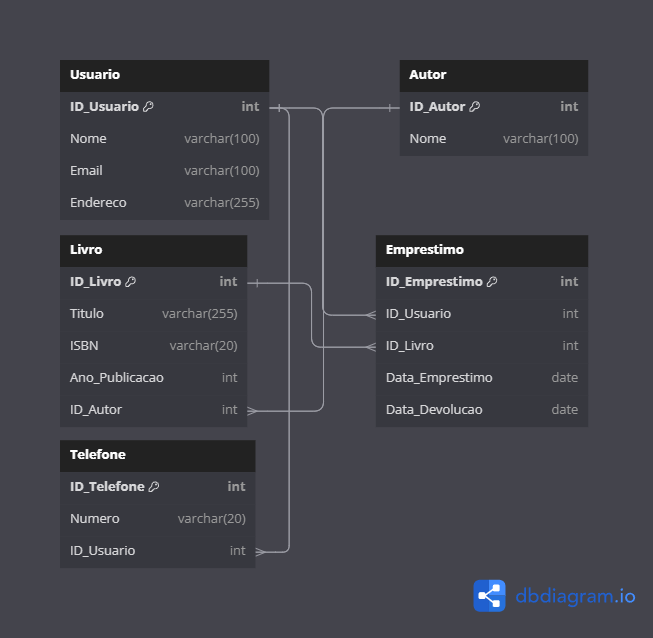 Usuario
ID_Usuario int
Nome varchar(100)
Email varchar(100)
Endereco varchar(255)
Autor
ID_Autor int
Nome varchar(100)
Livro
ID_Livro int
Titulo varchar(255)
ISBN varchar(20)
Ano_Publicacao int
ID_Autor int
Emprestimo
ID_Emprestimo int
ID_Usuario int
ID_Livro int
Data_Emprestimo date
Data_Devolucao date
Telefone
ID_Telefone int
Numero varchar(20)
ID_Usuario int
dbdiagram.io